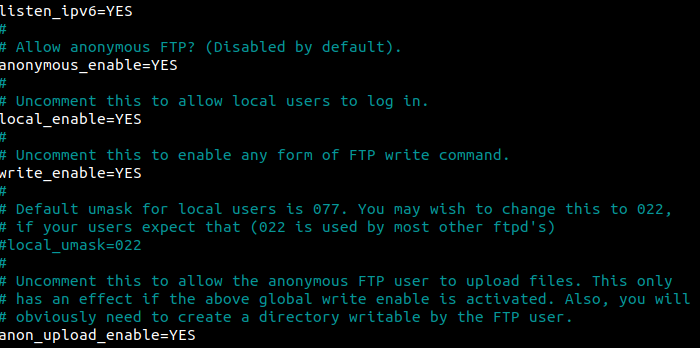 listen_ipv6=YES
#
# Allow anonymous FTP? (Disabled by default).
anonymous_enable=YES
#
# Uncomment this to allow local users to log in.
local_enable=YES
#
# Uncomment this to enable any form of FTP write command.
write_enable=YES
#
# Default umask for local users is 077. You may wish to change this to 022,
# if your users expect that (022 is used by most other ftpd's)
#local_umask=022
#
# Uncomment this to allow the anonymous FTP user to upload files. This only
# has an effect if the above global write enable is activated. Also, you will
# obviously need to create a directory writable by the FTP user.
anon_upload_enable=YES